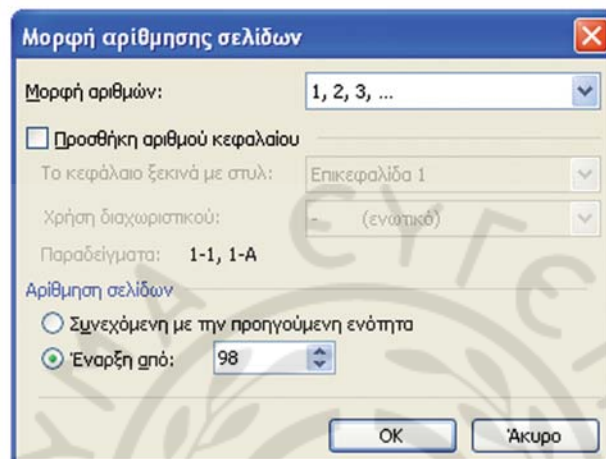 Μορφή αρίθμησης σελίδων
Μορφή αριθμών: 1, 2, 3, ...
Προσθήκη αριθμού κεφαλαίου
Το κεφάλαιο ξεκινά με στυλ: Επικεφαλίδα 1
Χρήση διαχωριστικού: - (ενωτικό)
Παραδείγματα: 1-1, 1-A
Αρίθμηση σελίδων
Συνεχόμενη με την προηγούμενη ενότητα
Έναρξη από: 98
OK Άκυρο